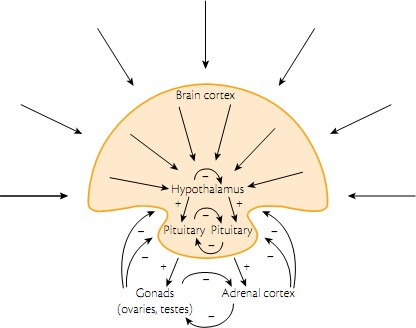 Brain cortex
−
Hypothalamus
+ +
−
Pituitary Pituitary
− − −
− −
+ +
Gonads − Adrenal cortex
(ovaries, testes) −